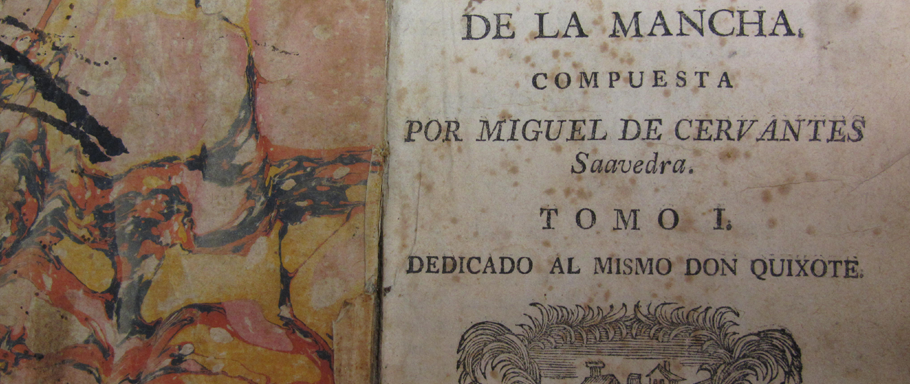 DE LA MANCHA.
COMPUESTA
POR MIGUEL DE CERVANTES
Saavedra.
TOMO I.
DEDICADO AL MISMO DON QUIXOTE.